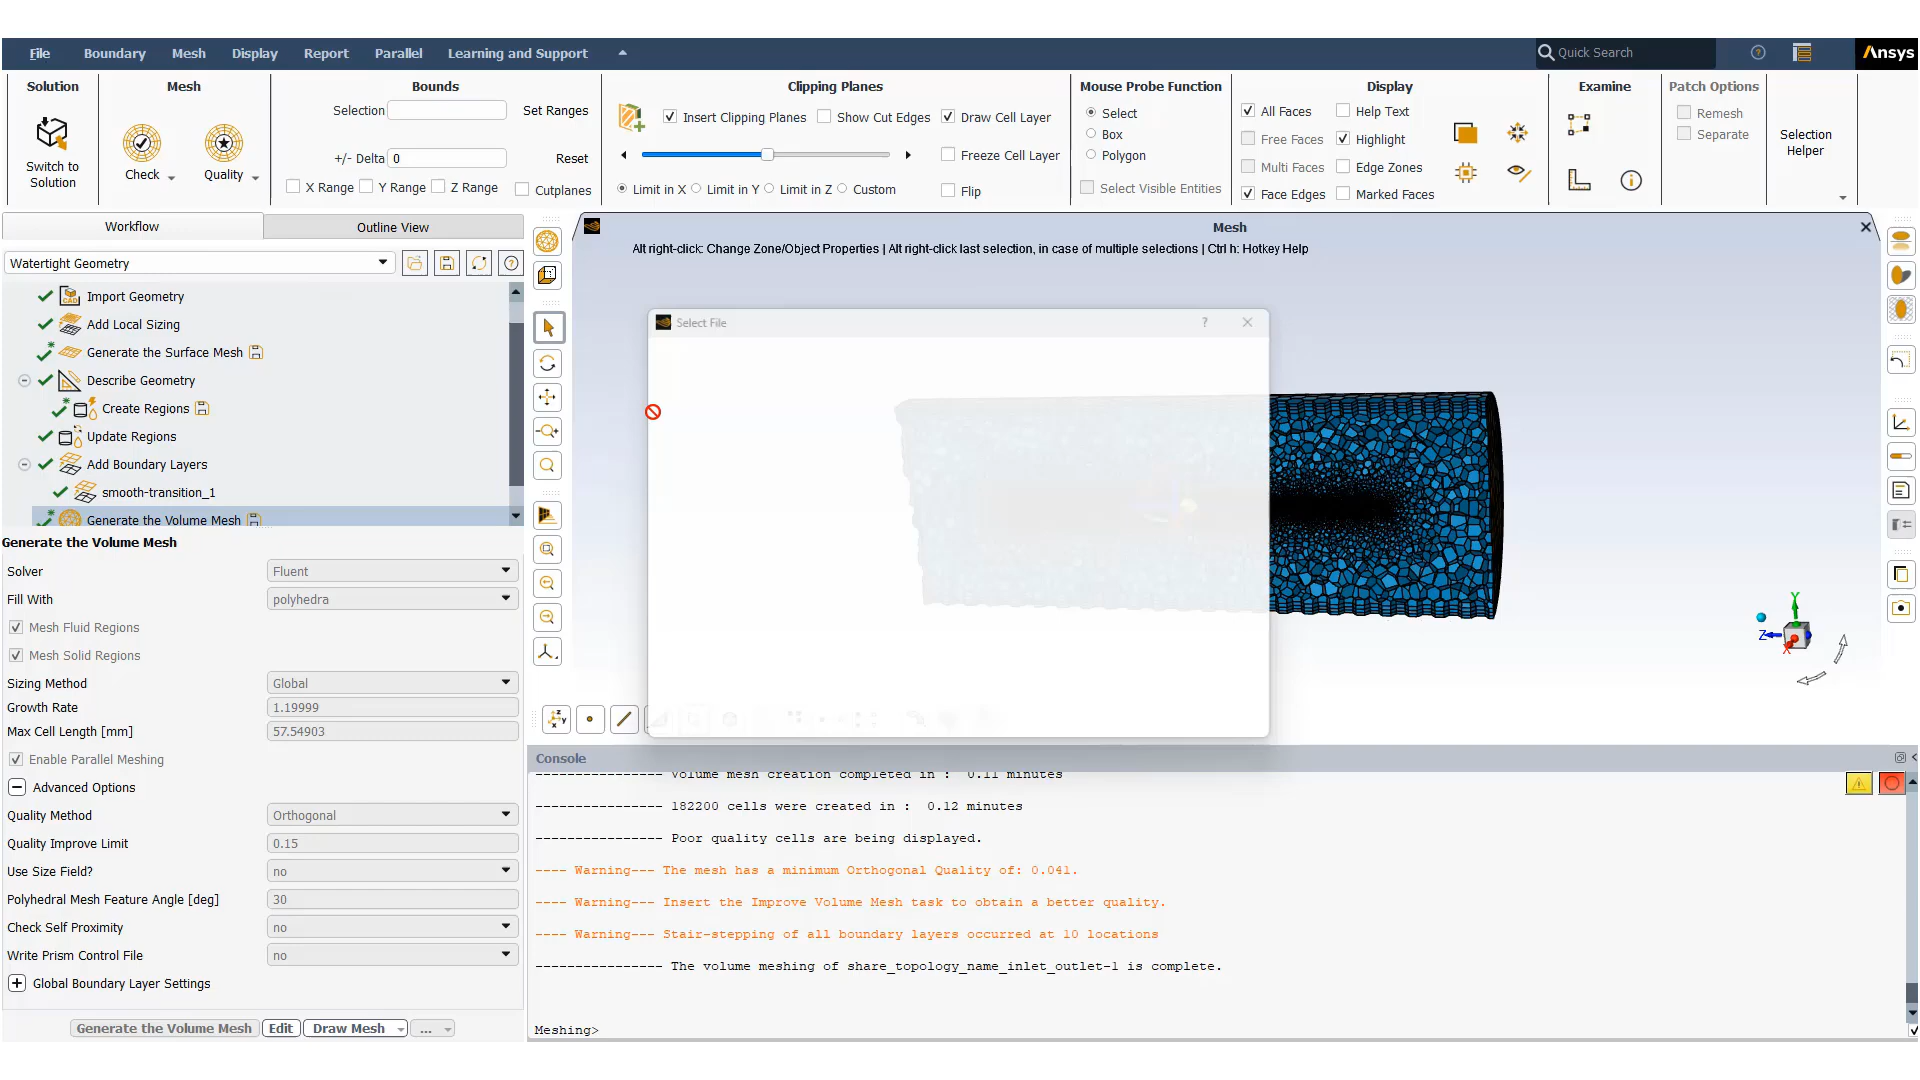 File Boundary Mesh Display Report Parallel Learning and Support Quick Search Ansys
Solution Mesh Bounds Clipping Planes Mouse Probe Function Display Examine Patch Options
Selection Set Ranges Insert Clipping Planes Show Cut Edges Draw Cell Layer Select All Faces Help Text Remesh
Switch to Solution Check Quality Box Free Faces Highlight Separate Selection Helper
+/- Delta 0 Reset Freeze Cell Layer Polygon Multi Faces Edge Zones
X Range Y Range Z Range Cutplanes Limit in X Limit in Y Limit in Z Custom Flip Select Visible Entities Face Edges Marked Faces
Workflow Outline View Mesh
Alt right-click: Change Zone/Object Properties | Alt right-click last selection, in case of multiple selections | Ctrl h: Hotkey Help
Watertight Geometry
Import Geometry
Add Local Sizing
Select File
Generate the Surface Mesh
Describe Geometry
Create Regions
Update Regions
Add Boundary Layers
smooth-transition_1
Generate the Volume Mesh
Generate the Volume Mesh
Solver Fluent
Fill With polyhedra
Mesh Fluid Regions
Mesh Solid Regions
Sizing Method Global
Growth Rate 1.19999
Max Cell Length [mm] 57.54903
Enable Parallel Meshing
Advanced Options
Quality Method Orthogonal
Quality Improve Limit 0.15
Use Size Field? no
Polyhedral Mesh Feature Angle [deg] 30
Check Self Proximity no
Write Prism Control File no
Global Boundary Layer Settings
Generate the Volume Mesh Edit Draw Mesh ...
Y
Z
X
Console
---------------- volume mesh creation completed in :  0.11 minutes
---------------- 182200 cells were created in :  0.12 minutes
---------------- Poor quality cells are being displayed.
---- Warning--- The mesh has a minimum Orthogonal Quality of: 0.041.
---- Warning--- Insert the Improve Volume Mesh task to obtain a better quality.
---- Warning--- Stair-stepping of all boundary layers occurred at 10 locations
---------------- The volume meshing of share_topology_name_inlet_outlet-1 is complete.
Meshing>